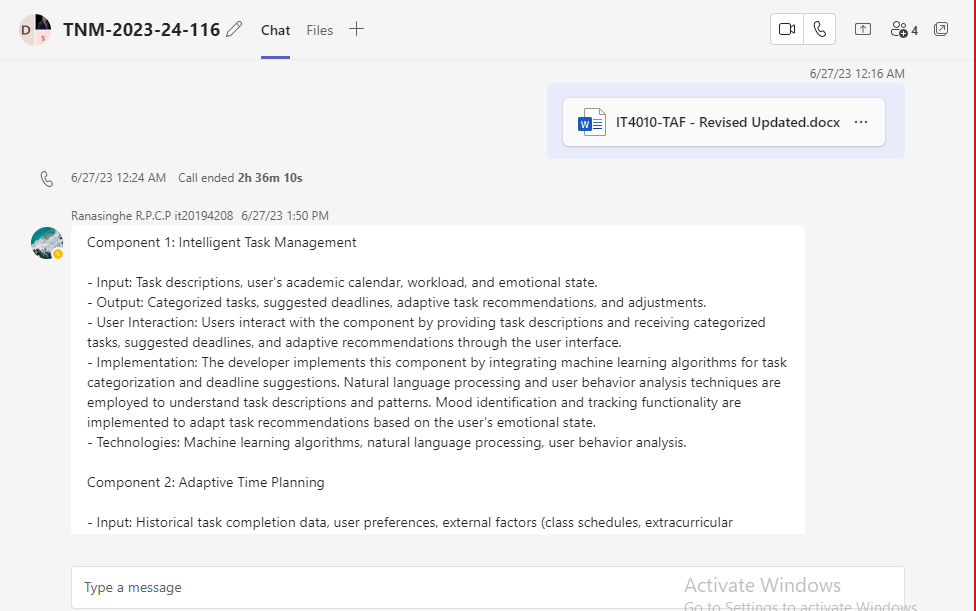 D
S
TNM-2023-24-116
Chat
Files
4
6/27/23 12:16 AM
W
IT4010-TAF - Revised Updated.docx
6/27/23 12:24 AM Call ended 2h 36m 10s
Ranasinghe R.P.C.P it20194208 6/27/23 1:50 PM
Component 1: Intelligent Task Management
- Input: Task descriptions, user's academic calendar, workload, and emotional state.
- Output: Categorized tasks, suggested deadlines, adaptive task recommendations, and adjustments.
- User Interaction: Users interact with the component by providing task descriptions and receiving categorized
tasks, suggested deadlines, and adaptive recommendations through the user interface.
- Implementation: The developer implements this component by integrating machine learning algorithms for task
categorization and deadline suggestions. Natural language processing and user behavior analysis techniques are
employed to understand task descriptions and patterns. Mood identification and tracking functionality are
implemented to adapt task recommendations based on the user's emotional state.
- Technologies: Machine learning algorithms, natural language processing, user behavior analysis.
Component 2: Adaptive Time Planning
- Input: Historical task completion data, user preferences, external factors (class schedules, extracurricular
Type a message
Activate Windows
Go to Settings to activate Windows